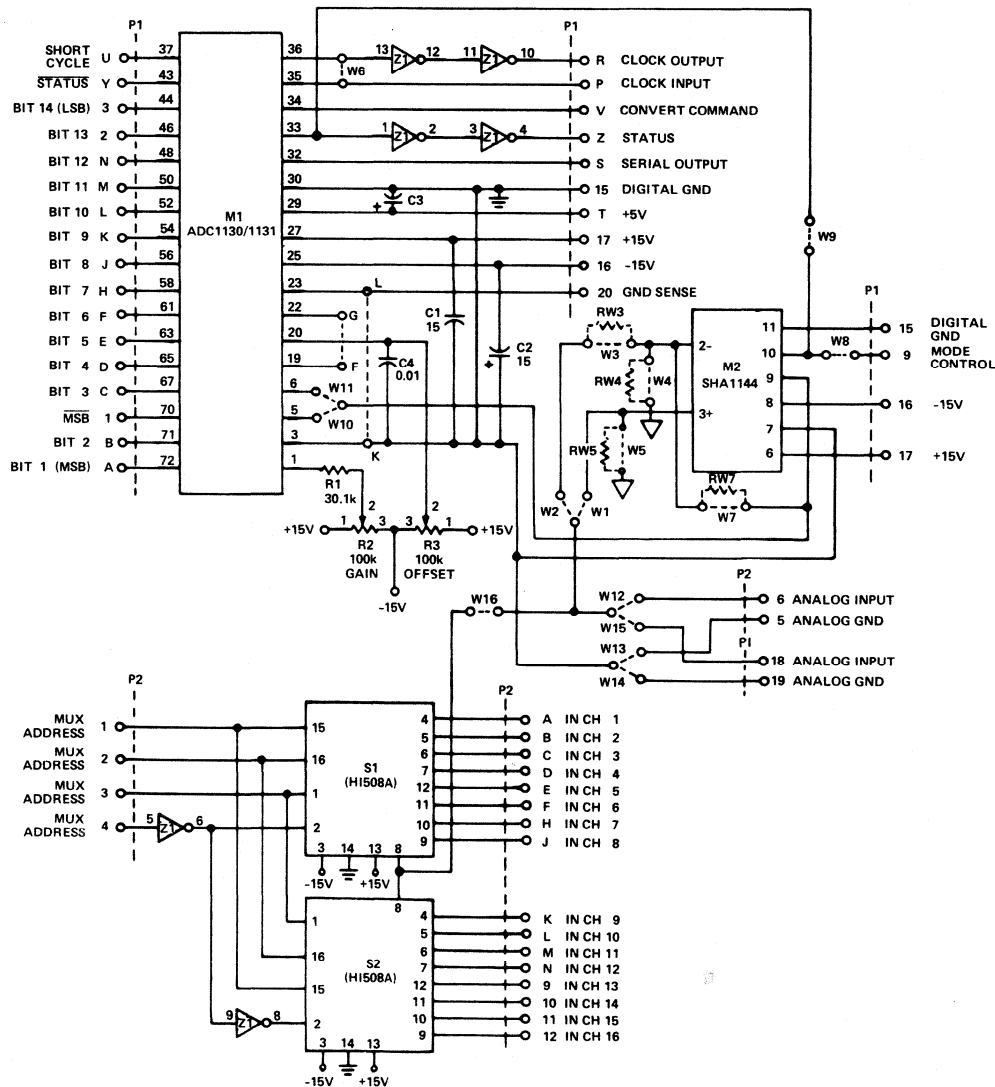 P1
SHORT CYCLE U 37
STATUS Y 43
BIT 14 (LSB) 3 44
BIT 13 2 46
BIT 12 N 48
BIT 11 M 50
BIT 10 L 52
BIT 9 K 54
BIT 8 J 56
BIT 7 H 58
BIT 6 F 61
BIT 5 E 63
BIT 4 D 65
BIT 3 C 67
MSB 1 70
BIT 2 B 71
BIT 1 (MSB) A 72
M1
ADC1130/1131
P1
36 W6 13 Z1 12 11 Z1 10 R CLOCK OUTPUT
35 P CLOCK INPUT
34 V CONVERT COMMAND
33 1 Z1 2 3 Z1 4 Z STATUS
32 S SERIAL OUTPUT
30 15 DIGITAL GND
29 + C3 T +5V
27 17 +15V
25 16 -15V
23 L 20 GND SENSE
22 G
20
19 F
6 W11
5 W10
3 K
1
C1
15
C2
+ 15
C4
0.01
R1
30.1k
+15V 1 2 3 3 2 1 +15V
R2
100k
GAIN
R3
100k
OFFSET
-15V
W9
RW3
W3
RW4 W4
RW5 W5
W2 W1
M2
SHA1144
2-
3+
P1
11 15 DIGITAL GND
10 W8 9 MODE CONTROL
9
8 16 -15V
7
6 17 +15V
RW7
W7
W16
W12
W15
W13
W14
P2
6 ANALOG INPUT
5 ANALOG GND
P1
18 ANALOG INPUT
19 ANALOG GND
P2
MUX ADDRESS 1
MUX ADDRESS 2
MUX ADDRESS 3
MUX ADDRESS 4 5 Z1 6
15
16
1
2
S1
(HI508A)
3 14 13 8
-15V +15V
P2
4 A IN CH 1
5 B IN CH 2
6 C IN CH 3
7 D IN CH 4
12 E IN CH 5
11 F IN CH 6
10 H IN CH 7
9 J IN CH 8
8
1
16
15
9 Z1 8 2
S2
(HI508A)
3 14 13
-15V +15V
4 K IN CH 9
5 L IN CH 10
6 M IN CH 11
7 N IN CH 12
12 9 IN CH 13
11 10 IN CH 14
10 11 IN CH 15
9 12 IN CH 16